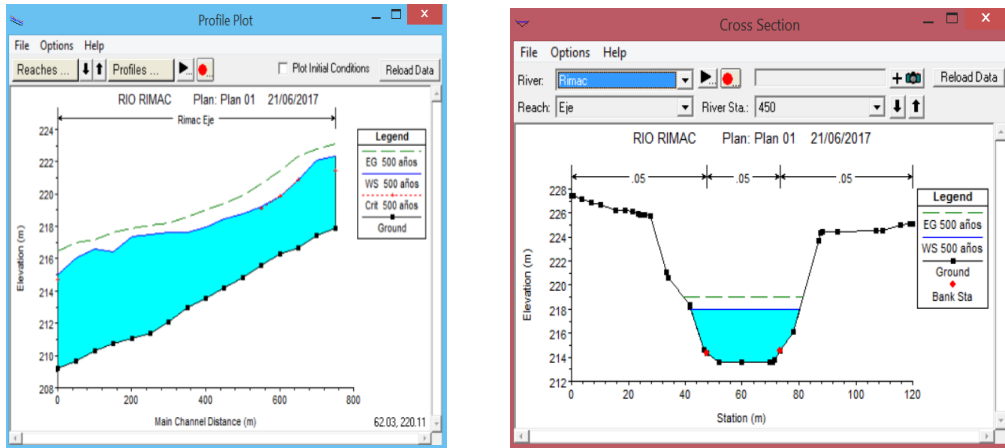 Profile Plot
File Options Help
Reaches ... Profiles ... Plot Initial Conditions Reload Data
RIO RIMAC Plan: Plan 01 21/06/2017
Rimac Eje
Legend
EG 500 años
WS 500 años
Crit 500 años
Ground
Elevation (m)
224
222
220
218
216
214
212
210
208
0 200 400 600 800
Main Channel Distance (m)
62.03, 220.11
Cross Section
File Options Help
River: Rimac Reload Data
Reach: Eje River Sta.: 450
RIO RIMAC Plan: Plan 01 21/06/2017
.05 .05 .05
Legend
EG 500 años
WS 500 años
Ground
Bank Sta
Elevation (m)
228
226
224
222
220
218
216
214
212
0 20 40 60 80 100 120
Station (m)